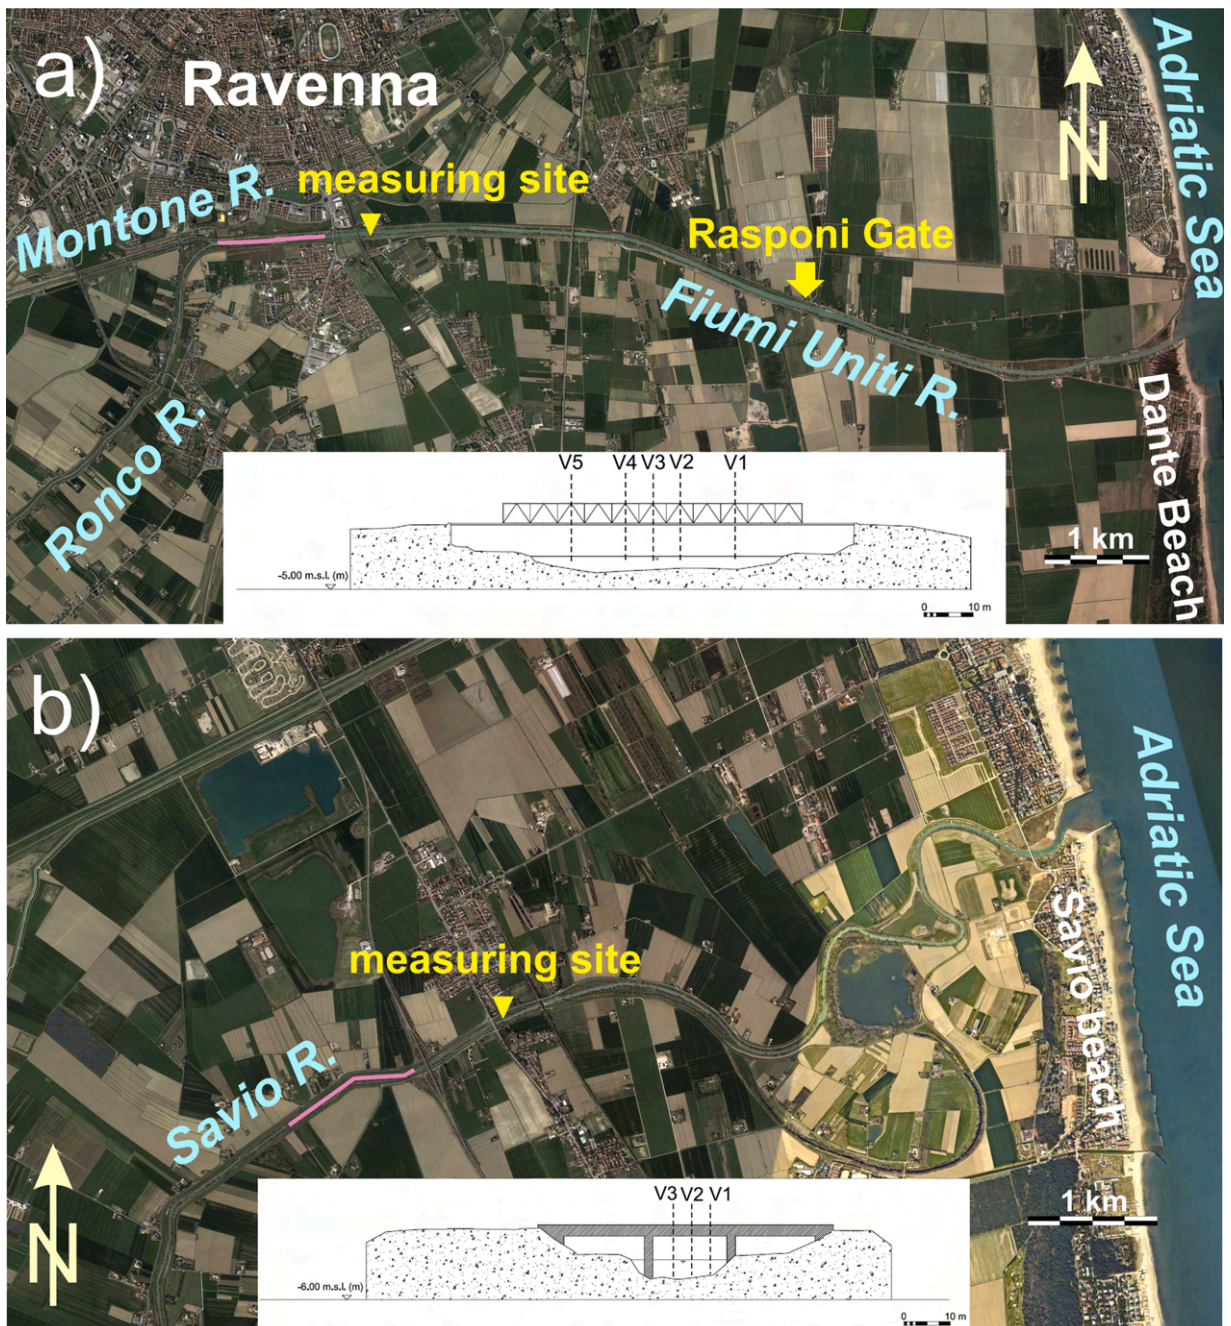 a)
Ravenna
Adriatic Sea
N
Montone R.
measuring site
Rasponi Gate
Fiumi Uniti R.
Ronco R.
Dante Beach
1 km
V5 V4 V3 V2 V1
-5.00 m.s.l. (m)
0 10 m
b)
Adriatic Sea
measuring site
Savio R.
Savio beach
N
1 km
V3 V2 V1
-6.00 m.s.l. (m)
0 10 m